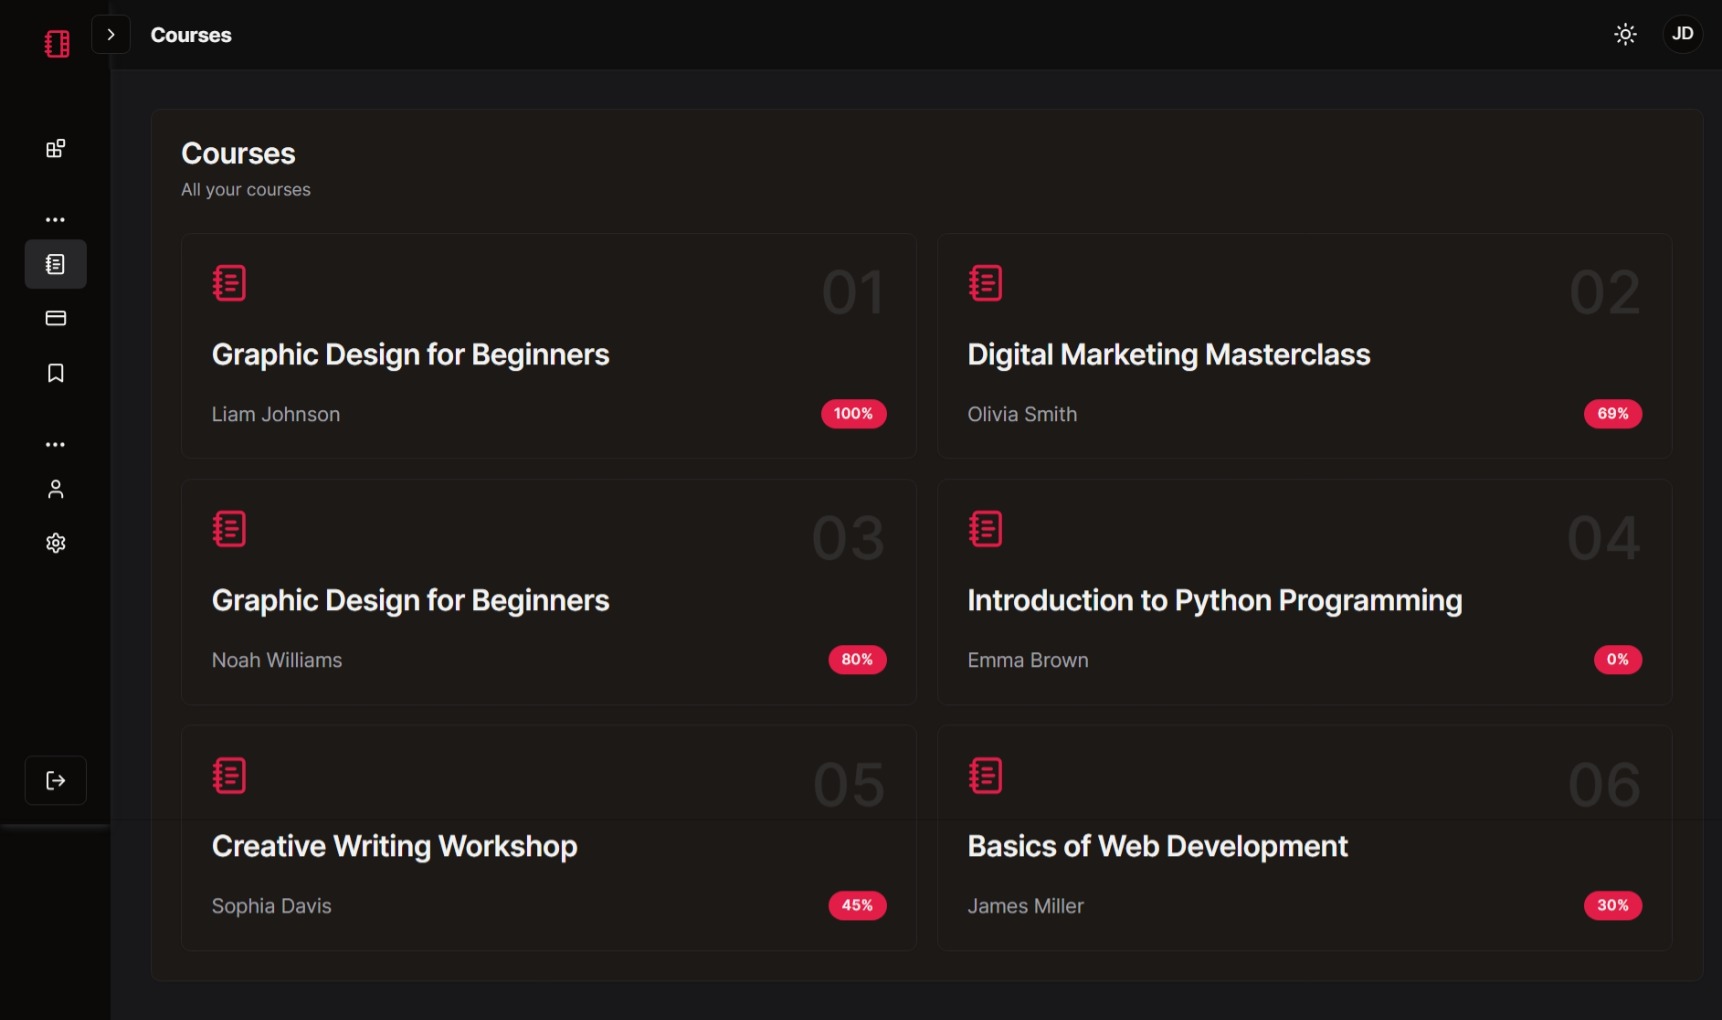 Courses
JD
Courses
All your courses
01
Graphic Design for Beginners
Liam Johnson
100%
02
Digital Marketing Masterclass
Olivia Smith
69%
03
Graphic Design for Beginners
Noah Williams
80%
04
Introduction to Python Programming
Emma Brown
0%
05
Creative Writing Workshop
Sophia Davis
45%
06
Basics of Web Development
James Miller
30%